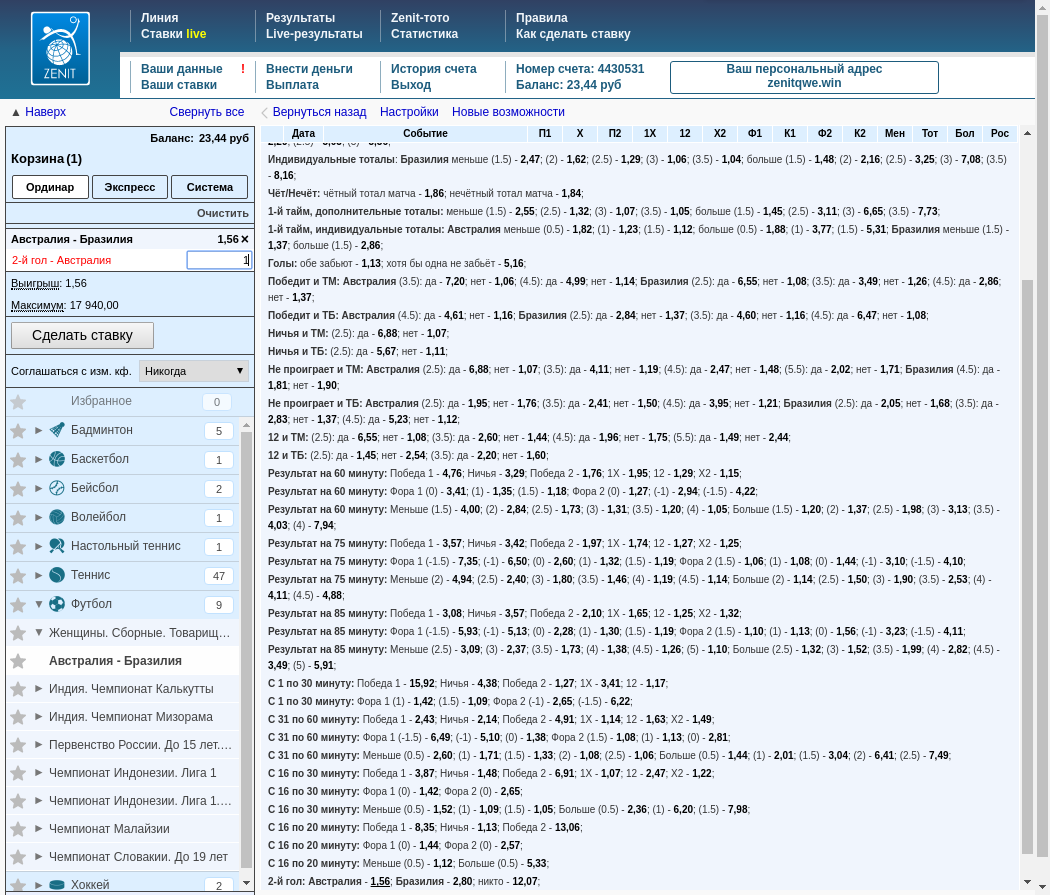 Линия
Ставки live
Результаты
Live-результаты
Zenit-тото
Статистика
Правила
Как сделать ставку
ZENIT
Ваши данные !
Ваши ставки
Внести деньги
Выплата
История счета
Выход
Номер счета: 4430531
Баланс: 23,44 руб
Ваш персональный адрес
zenitqwe.win
▲ Наверх
Свернуть все
Вернуться назад
Настройки
Новые возможности
Баланс: 23,44 руб
Корзина (1)
Ординар
Экспресс
Система
Очистить
Австралия - Бразилия 1,56 ×
2-й гол - Австралия 1
Выигрыш: 1,56
Максимум: 17 940,00
Сделать ставку
Соглашаться с изм. кф. Никогда ▼
Избранное 0
Бадминтон 5
Баскетбол 1
Бейсбол 2
Волейбол 1
Настольный теннис 1
Теннис 47
Футбол 9
Женщины. Сборные. Товарищ…
Австралия - Бразилия
Индия. Чемпионат Калькутты
Индия. Чемпионат Мизорама
Первенство России. До 15 лет.…
Чемпионат Индонезии. Лига 1
Чемпионат Индонезии. Лига 1.…
Чемпионат Малайзии
Чемпионат Словакии. До 19 лет
Хоккей 2
Дата Событие П1 X П2 1X 12 X2 Ф1 К1 Ф2 К2 Мен Тот Бол Рос
Индивидуальные тоталы: Бразилия меньше (1.5) - 2,47; (2) - 1,62; (2.5) - 1,29; (3) - 1,06; (3.5) - 1,04; больше (1.5) - 1,48; (2) - 2,16; (2.5) - 3,25; (3) - 7,08; (3.5)
- 8,16;
Чёт/Нечёт: чётный тотал матча - 1,86; нечётный тотал матча - 1,84;
1-й тайм, дополнительные тоталы: меньше (1.5) - 2,55; (2.5) - 1,32; (3) - 1,07; (3.5) - 1,05; больше (1.5) - 1,45; (2.5) - 3,11; (3) - 6,65; (3.5) - 7,73;
1-й тайм, индивидуальные тоталы: Австралия меньше (0.5) - 1,82; (1) - 1,23; (1.5) - 1,12; больше (0.5) - 1,88; (1) - 3,77; (1.5) - 5,31; Бразилия меньше (1.5) -
1,37; больше (1.5) - 2,86;
Голы: обе забьют - 1,13; хотя бы одна не забьёт - 5,16;
Победит и ТМ: Австралия (3.5): да - 7,20; нет - 1,06; (4.5): да - 4,99; нет - 1,14; Бразилия (2.5): да - 6,55; нет - 1,08; (3.5): да - 3,49; нет - 1,26; (4.5): да - 2,86;
нет - 1,37;
Победит и ТБ: Австралия (4.5): да - 4,61; нет - 1,16; Бразилия (2.5): да - 2,84; нет - 1,37; (3.5): да - 4,60; нет - 1,16; (4.5): да - 6,47; нет - 1,08;
Ничья и ТМ: (2.5): да - 6,88; нет - 1,07;
Ничья и ТБ: (2.5): да - 5,67; нет - 1,11;
Не проиграет и ТМ: Австралия (2.5): да - 6,88; нет - 1,07; (3.5): да - 4,11; нет - 1,19; (4.5): да - 2,47; нет - 1,48; (5.5): да - 2,02; нет - 1,71; Бразилия (4.5): да -
1,81; нет - 1,90;
Не проиграет и ТБ: Австралия (2.5): да - 1,95; нет - 1,76; (3.5): да - 2,41; нет - 1,50; (4.5): да - 3,95; нет - 1,21; Бразилия (2.5): да - 2,05; нет - 1,68; (3.5): да -
2,83; нет - 1,37; (4.5): да - 5,23; нет - 1,12;
12 и ТМ: (2.5): да - 6,55; нет - 1,08; (3.5): да - 2,60; нет - 1,44; (4.5): да - 1,96; нет - 1,75; (5.5): да - 1,49; нет - 2,44;
12 и ТБ: (2.5): да - 1,45; нет - 2,54; (3.5): да - 2,20; нет - 1,60;
Результат на 60 минуту: Победа 1 - 4,76; Ничья - 3,29; Победа 2 - 1,76; 1X - 1,95; 12 - 1,29; X2 - 1,15;
Результат на 60 минуту: Фора 1 (0) - 3,41; (1) - 1,35; (1.5) - 1,18; Фора 2 (0) - 1,27; (-1) - 2,94; (-1.5) - 4,22;
Результат на 60 минуту: Меньше (1.5) - 4,00; (2) - 2,84; (2.5) - 1,73; (3) - 1,31; (3.5) - 1,20; (4) - 1,05; Больше (1.5) - 1,20; (2) - 1,37; (2.5) - 1,98; (3) - 3,13; (3.5) -
4,03; (4) - 7,94;
Результат на 75 минуту: Победа 1 - 3,57; Ничья - 3,42; Победа 2 - 1,97; 1X - 1,74; 12 - 1,27; X2 - 1,25;
Результат на 75 минуту: Фора 1 (-1.5) - 7,35; (-1) - 6,50; (0) - 2,60; (1) - 1,32; (1.5) - 1,19; Фора 2 (1.5) - 1,06; (1) - 1,08; (0) - 1,44; (-1) - 3,10; (-1.5) - 4,10;
Результат на 75 минуту: Меньше (2) - 4,94; (2.5) - 2,40; (3) - 1,80; (3.5) - 1,46; (4) - 1,19; (4.5) - 1,14; Больше (2) - 1,14; (2.5) - 1,50; (3) - 1,90; (3.5) - 2,53; (4) -
4,11; (4.5) - 4,88;
Результат на 85 минуту: Победа 1 - 3,08; Ничья - 3,57; Победа 2 - 2,10; 1X - 1,65; 12 - 1,25; X2 - 1,32;
Результат на 85 минуту: Фора 1 (-1.5) - 5,93; (-1) - 5,13; (0) - 2,28; (1) - 1,30; (1.5) - 1,19; Фора 2 (1.5) - 1,10; (1) - 1,13; (0) - 1,56; (-1) - 3,23; (-1.5) - 4,11;
Результат на 85 минуту: Меньше (2.5) - 3,09; (3) - 2,37; (3.5) - 1,73; (4) - 1,38; (4.5) - 1,26; (5) - 1,10; Больше (2.5) - 1,32; (3) - 1,52; (3.5) - 1,99; (4) - 2,82; (4.5) -
3,49; (5) - 5,91;
С 1 по 30 минуту: Победа 1 - 15,92; Ничья - 4,38; Победа 2 - 1,27; 1X - 3,41; 12 - 1,17;
С 1 по 30 минуту: Фора 1 (1) - 1,42; (1.5) - 1,09; Фора 2 (-1) - 2,65; (-1.5) - 6,22;
С 31 по 60 минуту: Победа 1 - 2,43; Ничья - 2,14; Победа 2 - 4,91; 1X - 1,14; 12 - 1,63; X2 - 1,49;
С 31 по 60 минуту: Фора 1 (-1.5) - 6,49; (-1) - 5,10; (0) - 1,38; Фора 2 (1.5) - 1,08; (1) - 1,13; (0) - 2,81;
С 31 по 60 минуту: Меньше (0.5) - 2,60; (1) - 1,71; (1.5) - 1,33; (2) - 1,08; (2.5) - 1,06; Больше (0.5) - 1,44; (1) - 2,01; (1.5) - 3,04; (2) - 6,41; (2.5) - 7,49;
С 16 по 30 минуту: Победа 1 - 3,87; Ничья - 1,48; Победа 2 - 6,91; 1X - 1,07; 12 - 2,47; X2 - 1,22;
С 16 по 30 минуту: Фора 1 (0) - 1,42; Фора 2 (0) - 2,65;
С 16 по 30 минуту: Меньше (0.5) - 1,52; (1) - 1,09; (1.5) - 1,05; Больше (0.5) - 2,36; (1) - 6,20; (1.5) - 7,98;
С 16 по 20 минуту: Победа 1 - 8,35; Ничья - 1,13; Победа 2 - 13,06;
С 16 по 20 минуту: Фора 1 (0) - 1,44; Фора 2 (0) - 2,57;
С 16 по 20 минуту: Меньше (0.5) - 1,12; Больше (0.5) - 5,33;
2-й гол: Австралия - 1,56; Бразилия - 2,80; никто - 12,07;